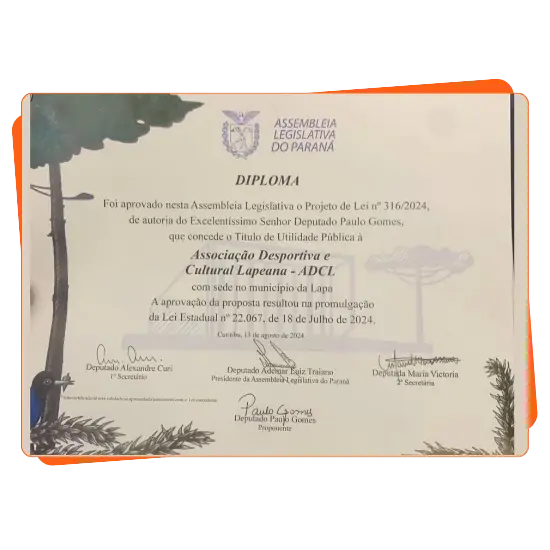 ASSEMBLEIA
LEGISLATIVA
DO PARANÁ
DIPLOMA
Foi aprovado nesta Assembleia Legislativa o Projeto de Lei nº 316/2024,
de autoria do Excelentíssimo Senhor Deputado Paulo Gomes,
que concede o Título de Utilidade Pública à
Associação Desportiva e
Cultural Lapeana - ADCL
com sede no município da Lapa
A aprovação da proposta resultou na promulgação
da Lei Estadual nº 22.067, de 18 de Julho de 2024.
Curitiba, 13 de agosto de 2024
Deputado Alexandre Curi
1º Secretário
Deputado Ademar Luiz Traiano
Presidente da Assembleia Legislativa do Paraná
Deputada Maria Victoria
2ª Secretária
Paulo Gomes
Deputado Paulo Gomes
Proponente